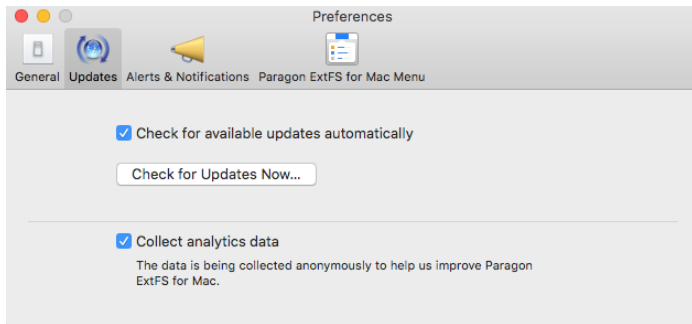 Preferences
General Updates Alerts & Notifications Paragon ExtFS for Mac Menu
Check for available updates automatically
Check for Updates Now...
Collect analytics data
The data is being collected anonymously to help us improve Paragon
ExtFS for Mac.